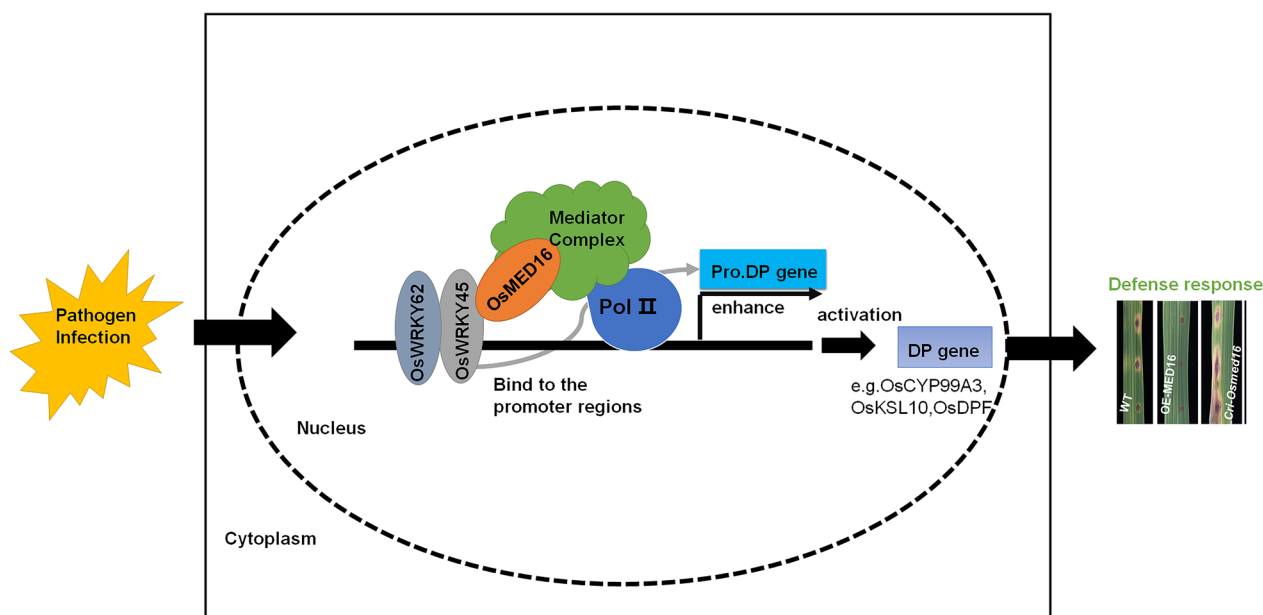 Pathogen
Infection
OsWRKY62
OsWRKY45
OsMED16
Mediator
Complex
Pol Ⅱ
Pro.DP gene
enhance
activation
DP gene
e.g.OsCYP99A3,
OsKSL10,OsDPF
Bind to the
promoter regions
Nucleus
Cytoplasm
Defense response
WT
OE-MED16
Cri-Osmed16